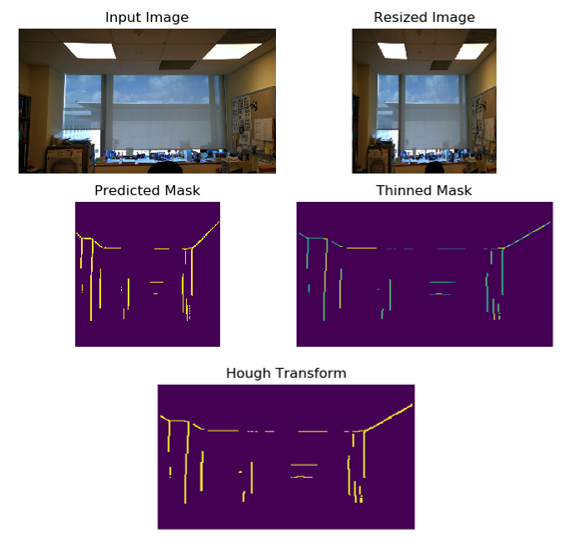 Input Image
Resized Image
Predicted Mask
Thinned Mask
Hough Transform